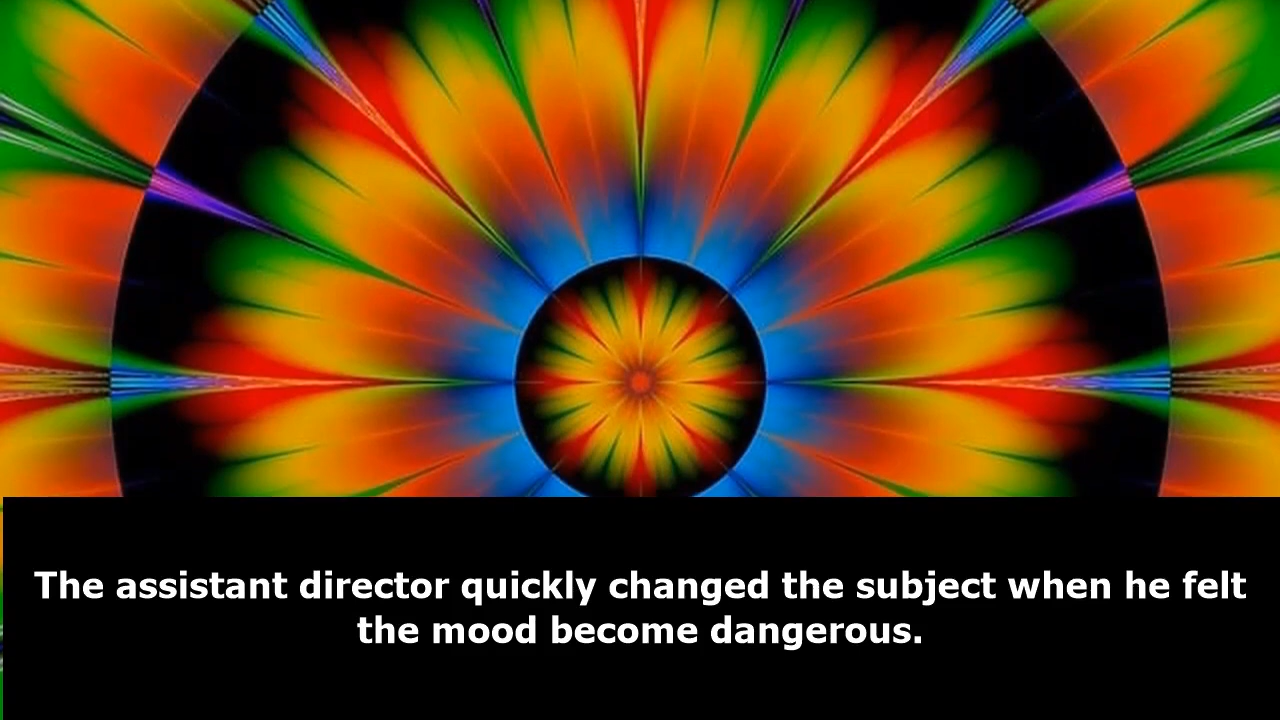 The assistant director quickly changed the subject when he felt
the mood become dangerous.